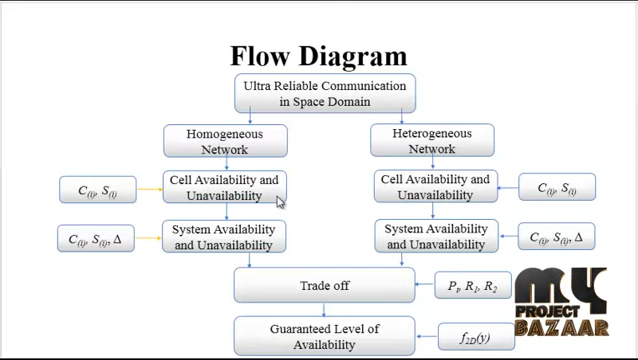 Flow Diagram
Ultra Reliable Communication
in Space Domain
Homogeneous
Network
Heterogeneous
Network
Cell Availability and
Unavailability
Cell Availability and
Unavailability
C(i), S(i)
C(i), S(i)
System Availability
and Unavailability
System Availability
and Unavailability
C(i), S(i), Δ
C(i), S(i), Δ
Trade off
R1, R2
Guaranteed Level of
Availability
f2D(y)
MY
PROJECT
BAZAAR